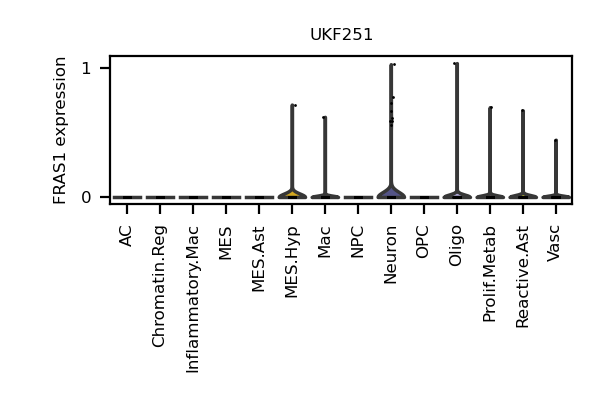 UKF251
FRAS1 expression
1
0
AC
Chromatin.Reg
Inflammatory.Mac
MES
MES.Ast
MES.Hyp
Mac
NPC
Neuron
OPC
Oligo
Prolif.Metab
Reactive.Ast
Vasc